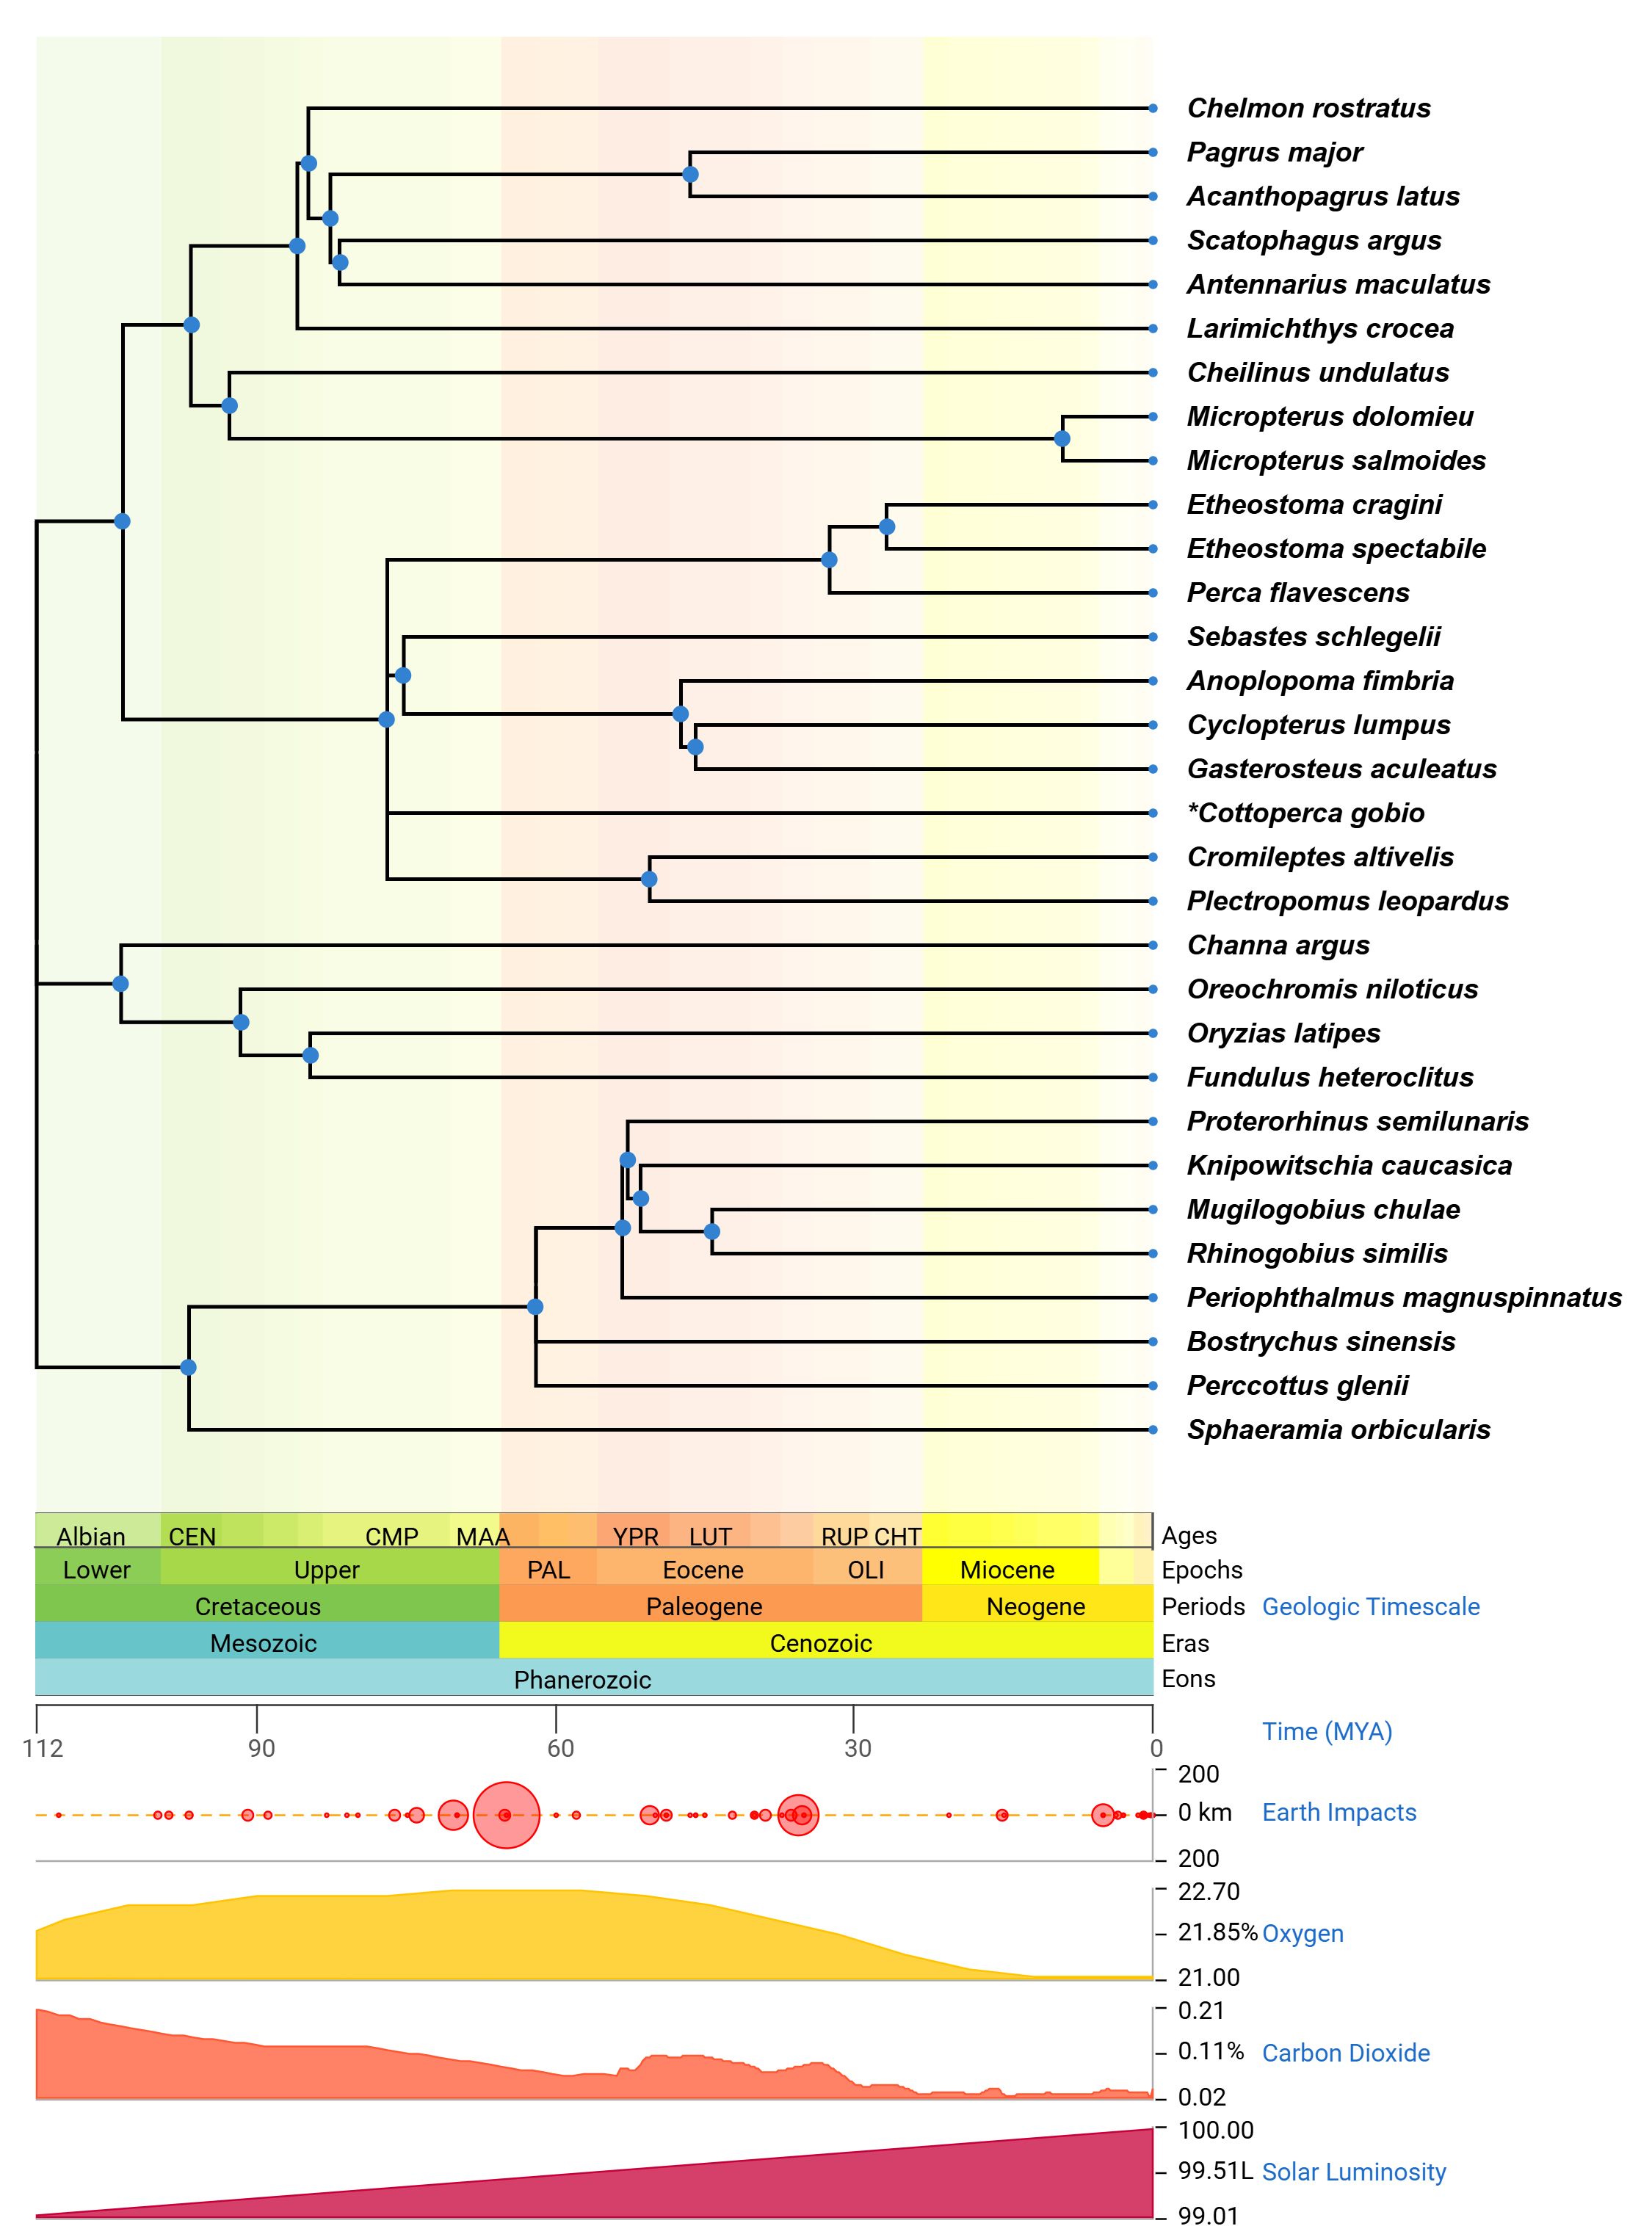 Chelmon rostratus
Pagrus major
Acanthopagrus latus
Scatophagus argus
Antennarius maculatus
Larimichthys crocea
Cheilinus undulatus
Micropterus dolomieu
Micropterus salmoides
Etheostoma cragini
Etheostoma spectabile
Perca flavescens
Sebastes schlegelii
Anoplopoma fimbria
Cyclopterus lumpus
Gasterosteus aculeatus
*Cottoperca gobio
Cromileptes altivelis
Plectropomus leopardus
Channa argus
Oreochromis niloticus
Oryzias latipes
Fundulus heteroclitus
Proterorhinus semilunaris
Knipowitschia caucasica
Mugilogobius chulae
Rhinogobius similis
Periophthalmus magnuspinnatus
Bostrychus sinensis
Perccottus glenii
Sphaeramia orbicularis
Albian CEN CMP MAA YPR LUT RUP CHT Ages
Lower Upper PAL Eocene OLI Miocene Epochs
Cretaceous Paleogene Neogene Periods Geologic Timescale
Mesozoic Cenozoic Eras
Phanerozoic Eons
Time (MYA)
112 90 60 30 0
200
0 km Earth Impacts
200
22.70
21.85% Oxygen
21.00
0.21
0.11% Carbon Dioxide
0.02
100.00
99.51L Solar Luminosity
99.01